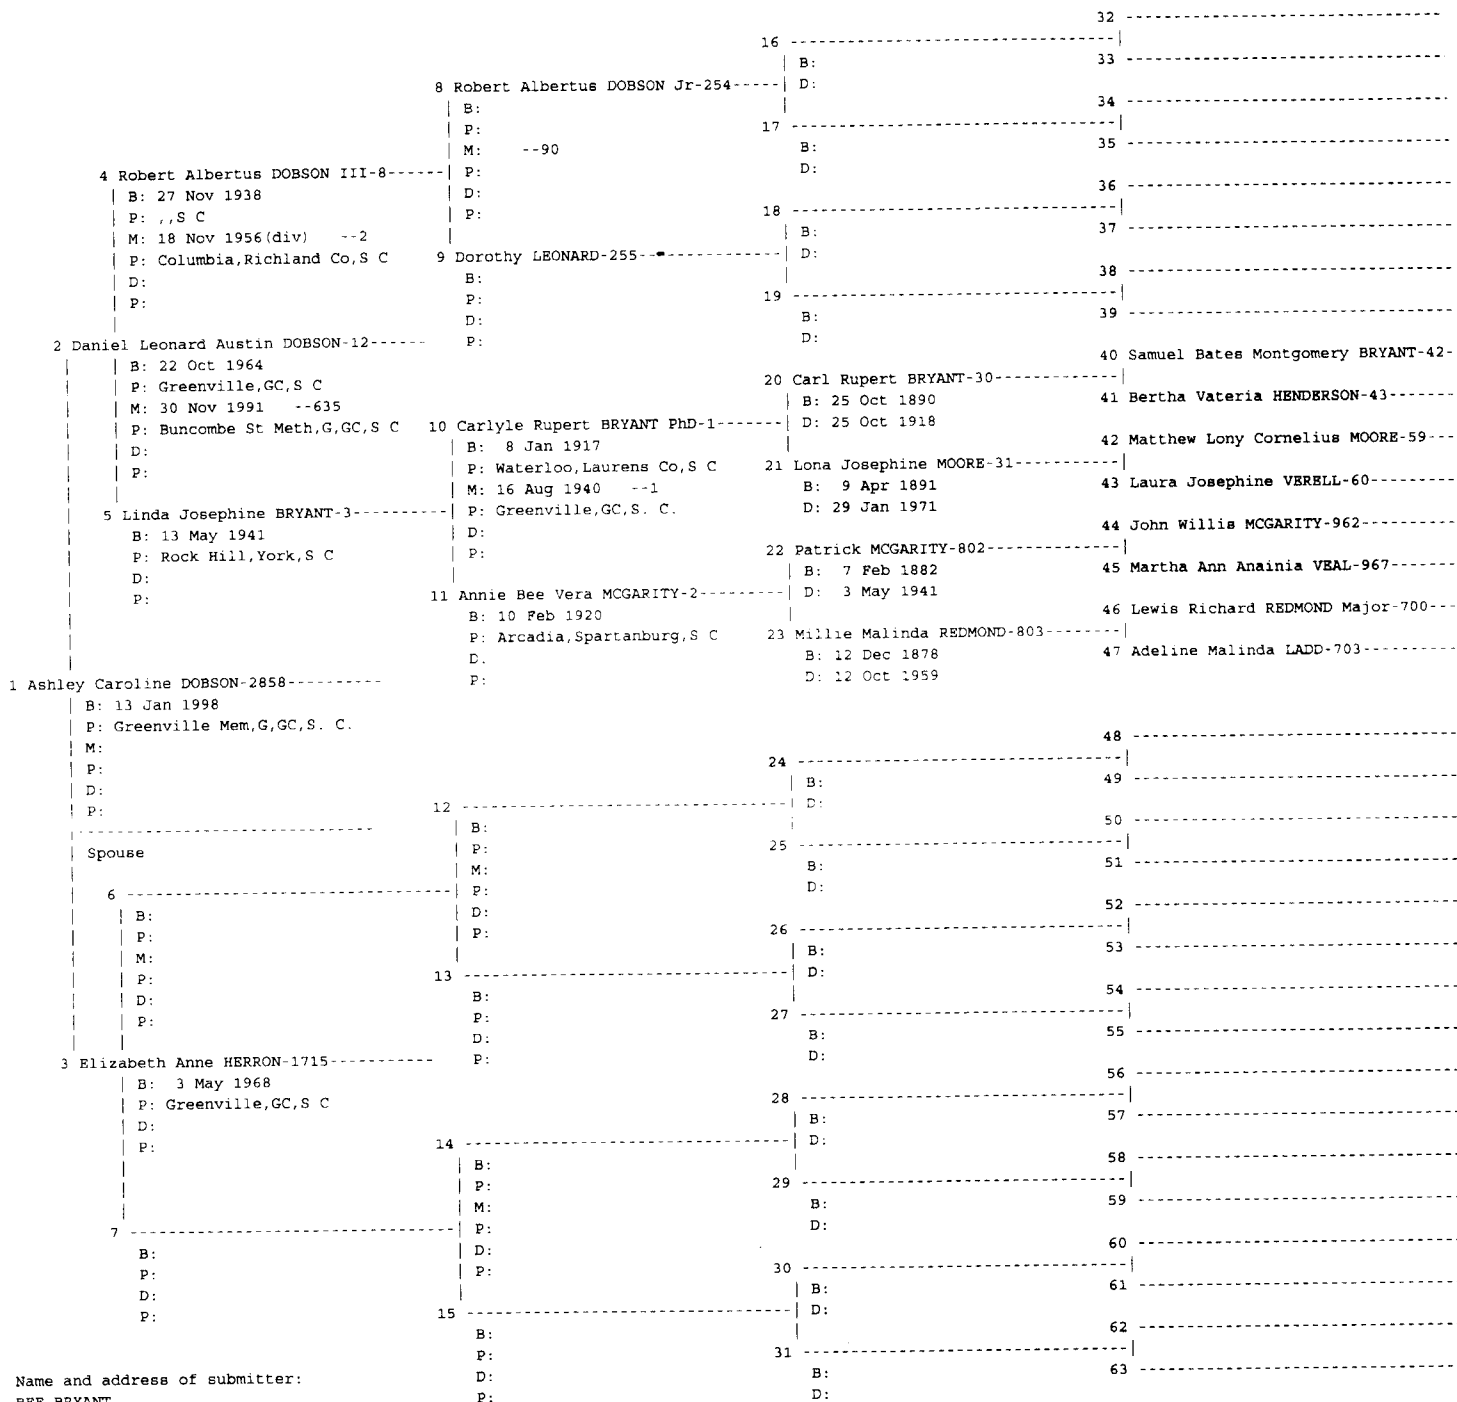 32 ------------------------------
16 -------------------------------|
| B: 33 ------------------------------
8 Robert Albertus DOBSON Jr-254-----| D:
| B: | 34 ------------------------------
| P: 17 -------------------------------|
| M: --90 B: 35 ------------------------------
4 Robert Albertus DOBSON III-8------| P: D:
| B: 27 Nov 1938 | D: 36 ------------------------------
| P: ,,S C | P: 18 -------------------------------|
| M: 18 Nov 1956(div) --2 | | B: 37 ------------------------------
| P: Columbia,Richland Co,S C 9 Dorothy LEONARD-255--------------| D:
| D: B: | 38 ------------------------------
| P: P: 19 -------------------------------|
| D: B: 39 ------------------------------
2 Daniel Leonard Austin DOBSON-12------ P: D:
| | B: 22 Oct 1964 40 Samuel Bates Montgomery BRYANT-42-
| | P: Greenville,GC,S C 20 Carl Rupert BRYANT-30------------|
| | M: 30 Nov 1991 --635 | B: 25 Oct 1890 41 Bertha Vateria HENDERSON-43-------
| | P: Buncombe St Meth,G,GC,S C 10 Carlyle Rupert BRYANT PhD-1-------| D: 25 Oct 1918
| | D: | B: 8 Jan 1917 | 42 Matthew Lony Cornelius MOORE-59---
| | P: | P: Waterloo,Laurens Co,S C 21 Lona Josephine MOORE-31----------|
| | | M: 16 Aug 1940 --1 B: 9 Apr 1891 43 Laura Josephine VERELL-60---------
| 5 Linda Josephine BRYANT-3----------| P: Greenville,GC,S. C. D: 29 Jan 1971
| B: 13 May 1941 | D: 44 John Willis MCGARITY-962----------
| P: Rock Hill,York,S C | P: 22 Patrick MCGARITY-802-------------|
| D: | | B: 7 Feb 1882 45 Martha Ann Anainia VEAL-967-------
| P: 11 Annie Bee Vera MCGARITY-2---------| D: 3 May 1941
| B: 10 Feb 1920 | 46 Lewis Richard REDMOND Major-700---
| P: Arcadia,Spartanburg,S C 23 Millie Malinda REDMOND-803--------|
| D. B: 12 Dec 1878 47 Adeline Malinda LADD-703----------
1 Ashley Caroline DOBSON-2858---------- P: D: 12 Oct 1959
| B: 13 Jan 1998
| P: Greenville Mem,G,GC,S. C.
| M: 48 ------------------------------
| P: 24 -------------------------------|
| D: | B: 49 ------------------------------
| P: 12 -------------------------------| D:
|------------------------------ | B: | 50 ------------------------------
| Spouse | P: 25 -------------------------------|
| | M: B: 51 ------------------------------
| 6 -------------------------------| P: D:
| | B: | D: 52 ------------------------------
| | P: | P: 26 -------------------------------|
| | M: | | B: 53 ------------------------------
| | P: 13 -------------------------------| D:
| | D: B: | 54 ------------------------------
| | P: P: 27 -------------------------------|
| | D: B: 55 ------------------------------
3 Elizabeth Anne HERRON-1715----------- P: D:
| B: 3 May 1968 56 ------------------------------
| P: Greenville,GC,S C 28 -------------------------------|
| D: | B: 57 ------------------------------
| P: 14 -------------------------------| D:
| | B: | 58 ------------------------------
| | P: 29 -------------------------------|
| | M: B: 59 ------------------------------
7 -------------------------------| P: D:
B: | D: 60 ------------------------------
P: | P: 30 -------------------------------|
D: | | B: 61 ------------------------------
P: 15 -------------------------------| D:
B: | 62 ------------------------------
P: 31 -------------------------------|
Name and address of submitter: D: B: 63 ------------------------------
BEE BRYANT P: D: